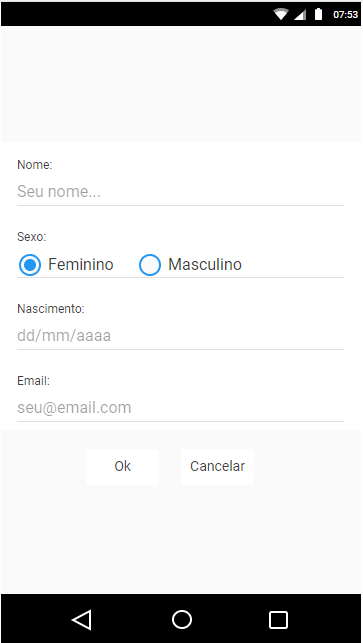 07:53
Nome:
Seu nome...
Sexo:
Feminino Masculino
Nascimento:
dd/mm/aaaa
Email:
seu@email.com
Ok Cancelar